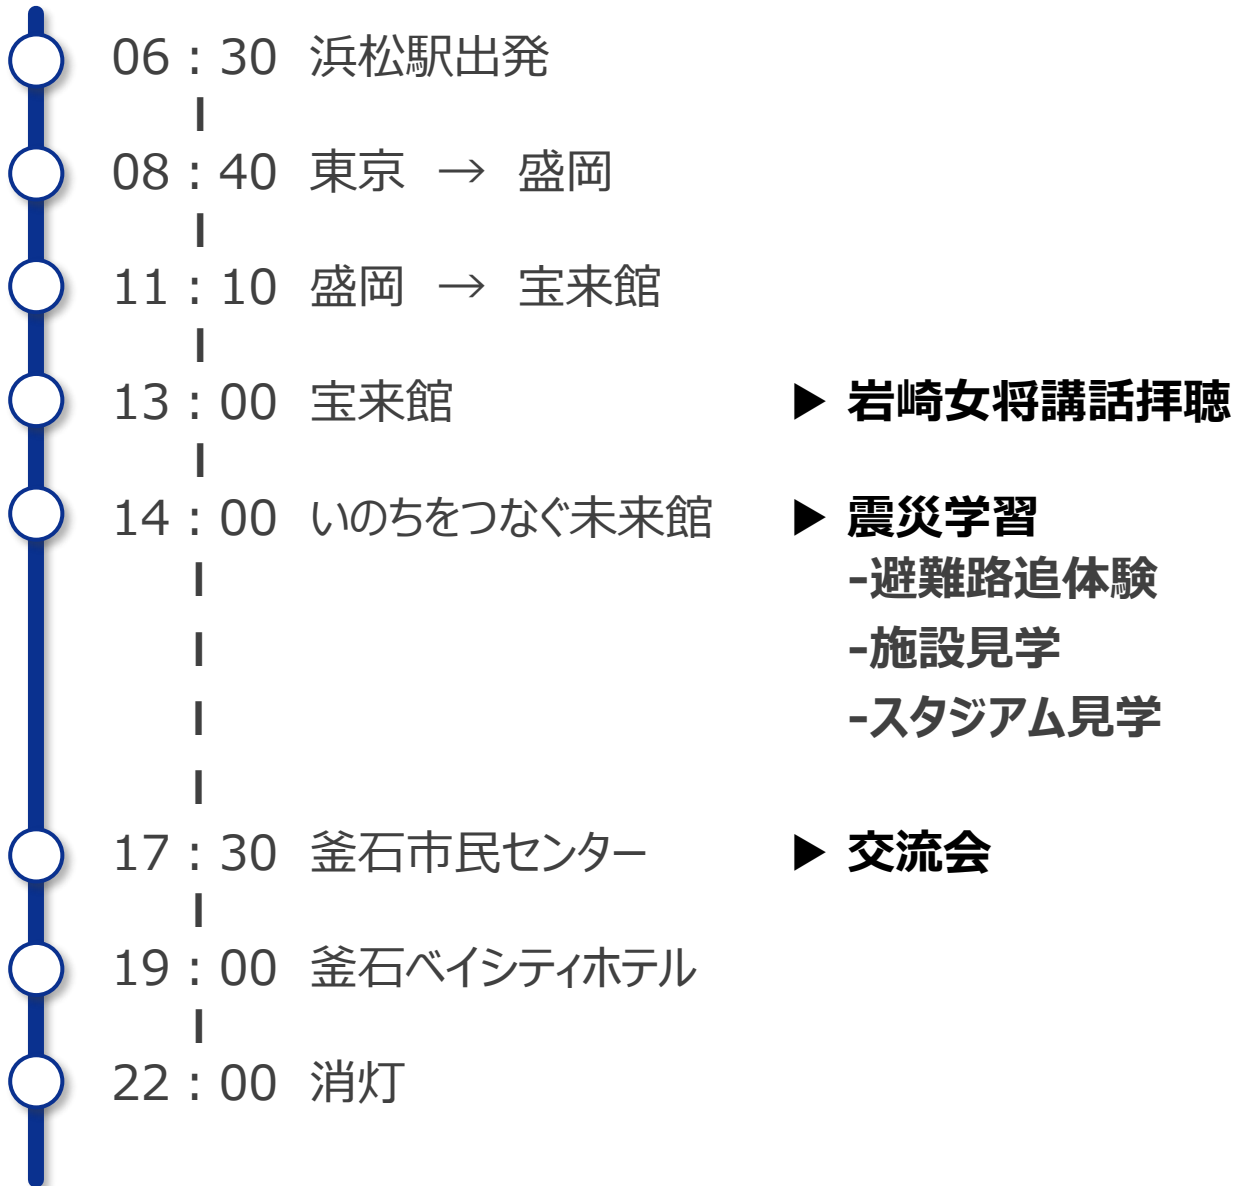 06：30 浜松駅出発
08：40 東京 → 盛岡
11：10 盛岡 → 宝来館
13：00 宝来館 ▶ 岩崎女将講話拝聴
14：00 いのちをつなぐ未来館 ▶ 震災学習
-避難路追体験
-施設見学
-スタジアム見学
17：30 釜石市民センター ▶ 交流会
19：00 釜石ベイシティホテル
22：00 消灯